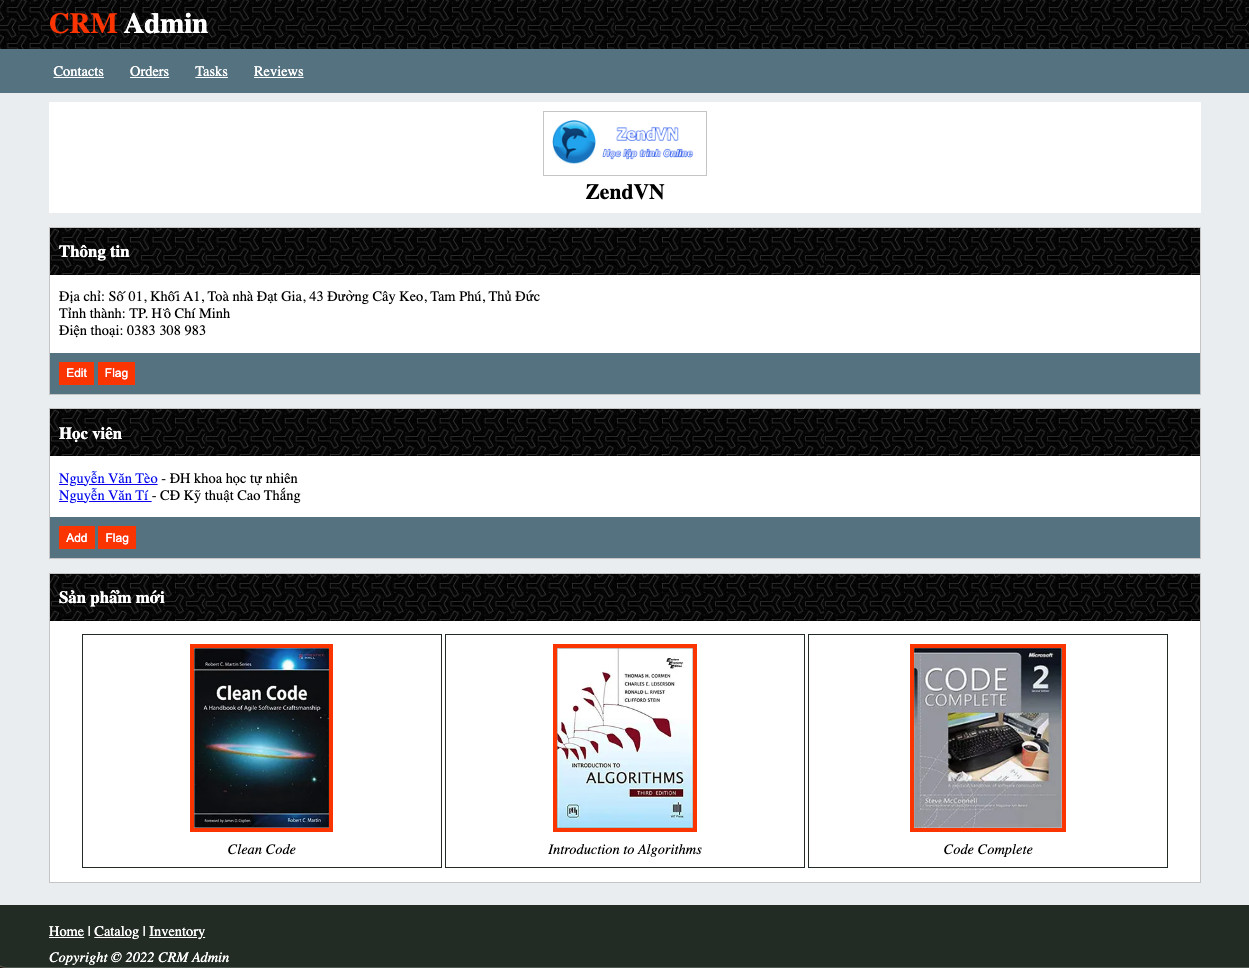 CRM Admin
Contacts Orders Tasks Reviews
ZendVN
Học lập trình Online
ZendVN
Thông tin
Địa chỉ: Số 01, Khối A1, Toà nhà Đạt Gia, 43 Đường Cây Keo, Tam Phú, Thủ Đức
Tỉnh thành: TP. Hồ Chí Minh
Điện thoại: 0383 308 983
Edit Flag
Học viên
Nguyễn Văn Tèo - ĐH khoa học tự nhiên
Nguyễn Văn Tí - CĐ Kỹ thuật Cao Thắng
Add Flag
Sản phẩm mới
Robert C. Martin Series
Clean Code
A Handbook of Agile Software Craftsmanship
Foreword by James O. Coplien
Robert C. Martin
Clean Code
THOMAS H. CORMEN
CHARLES E. LEISERSON
RONALD L. RIVEST
CLIFFORD STEIN
INTRODUCTION TO
ALGORITHMS
THIRD EDITION
Introduction to Algorithms
Microsoft
CODE
COMPLETE
2
Steve McConnell
Code Complete
Home | Catalog | Inventory
Copyright © 2022 CRM Admin